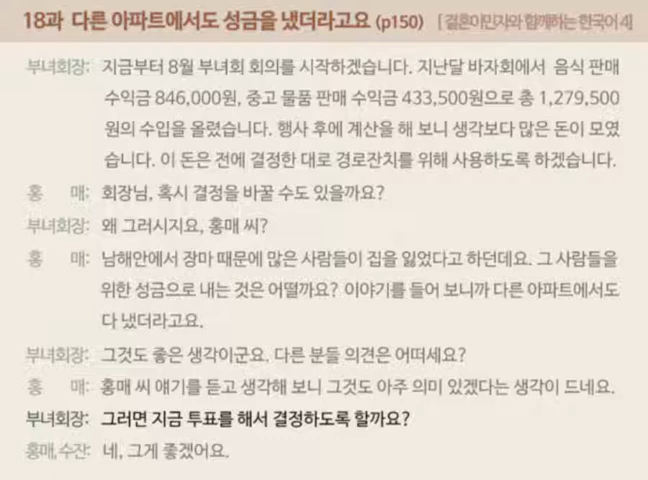 18과 다른 아파트에서도 성금을 냈더라고요 (p150) [결혼이민자와 함께하는 한국어 4]
부녀회장: 지금부터 8월 부녀회 회의를 시작하겠습니다. 지난달 바자회에서 음식 판매
수익금 846,000원, 중고 물품 판매 수익금 433,500원으로 총 1,279,500
원의 수입을 올렸습니다. 행사 후에 계산을 해 보니 생각보다 많은 돈이 모였
습니다. 이 돈은 전에 결정한 대로 경로잔치를 위해 사용하도록 하겠습니다.
홍 매: 회장님, 혹시 결정을 바꿀 수도 있을까요?
부녀회장: 왜 그러시지요, 홍매 씨?
홍 매: 남해안에서 장마 때문에 많은 사람들이 집을 잃었다고 하던데요. 그 사람들을
위한 성금으로 내는 것은 어떨까요? 이야기를 들어 보니까 다른 아파트에서도
다 냈더라고요.
부녀회장: 그것도 좋은 생각이군요. 다른 분들 의견은 어떠세요?
홍 매: 홍매 씨 얘기를 듣고 생각해 보니 그것도 아주 의미 있겠다는 생각이 드네요.
부녀회장: 그러면 지금 투표를 해서 결정하도록 할까요?
홍매, 수잔: 네, 그게 좋겠어요.